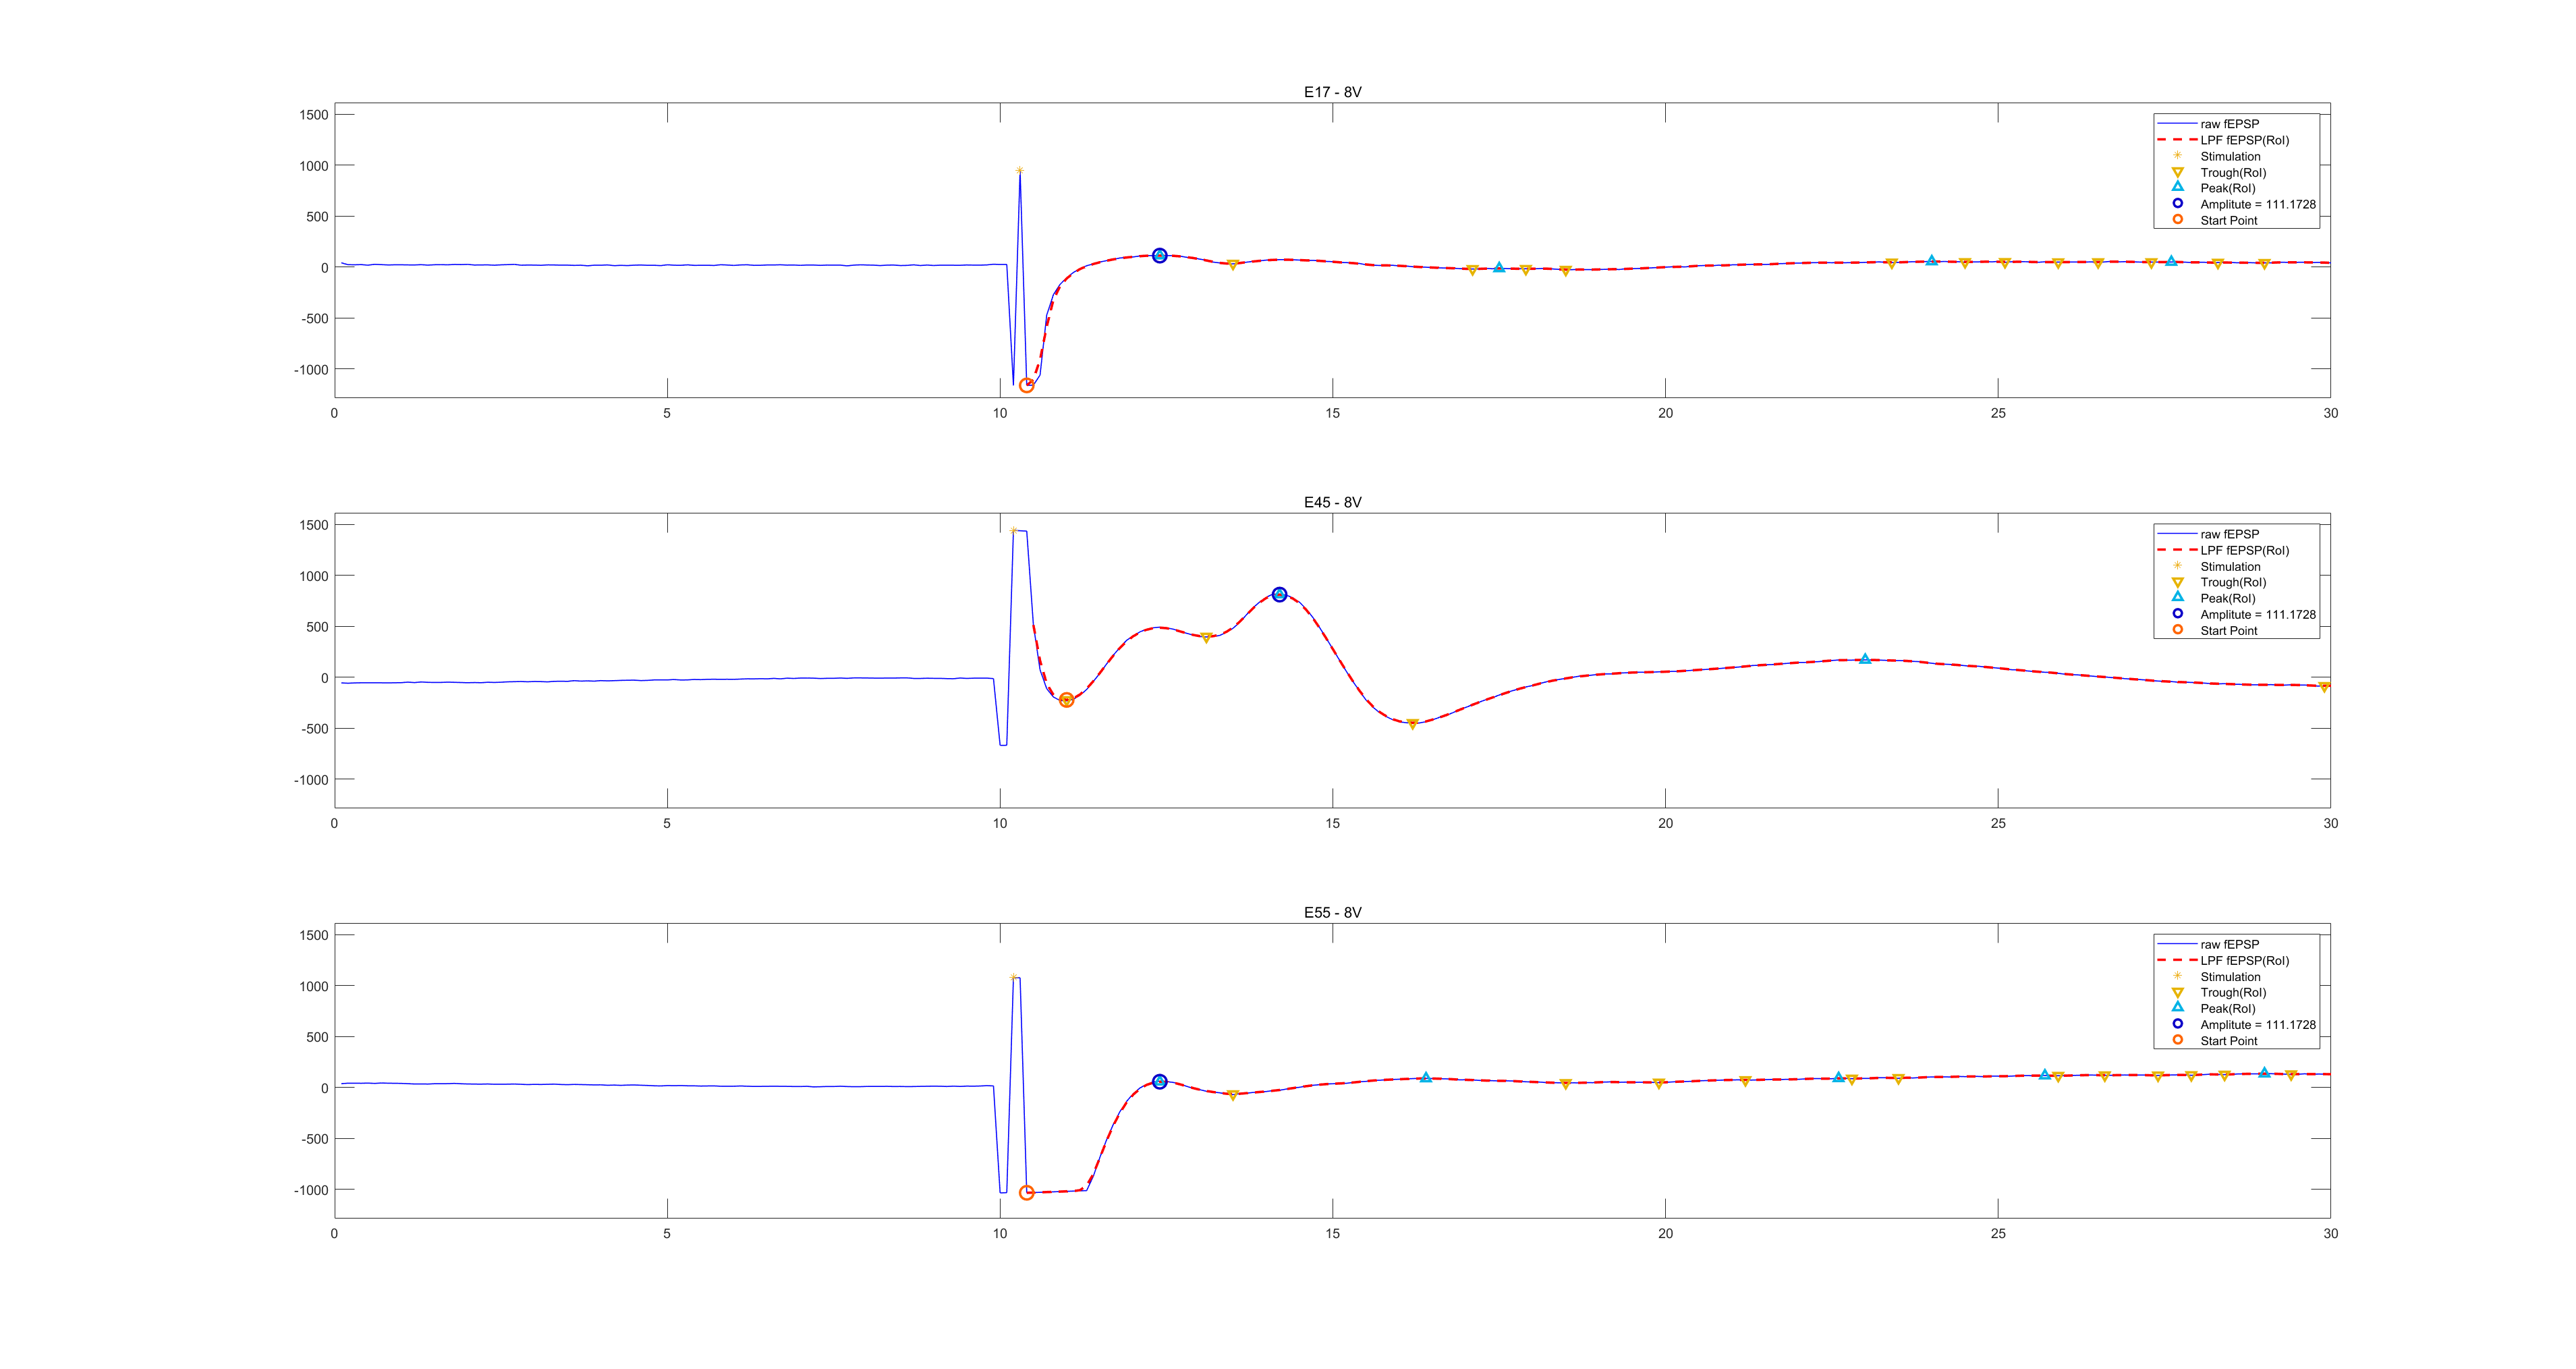 E17 - 8V
1500
1000
500
0
-500
-1000
0 5 10 15 20 25 30
raw fEPSP
LPF fEPSP(RoI)
Stimulation
Trough(RoI)
Peak(RoI)
Amplitute = 111.1728
Start Point
E45 - 8V
1500
1000
500
0
-500
-1000
0 5 10 15 20 25 30
raw fEPSP
LPF fEPSP(RoI)
Stimulation
Trough(RoI)
Peak(RoI)
Amplitute = 111.1728
Start Point
E55 - 8V
1500
1000
500
0
-500
-1000
0 5 10 15 20 25 30
raw fEPSP
LPF fEPSP(RoI)
Stimulation
Trough(RoI)
Peak(RoI)
Amplitute = 111.1728
Start Point